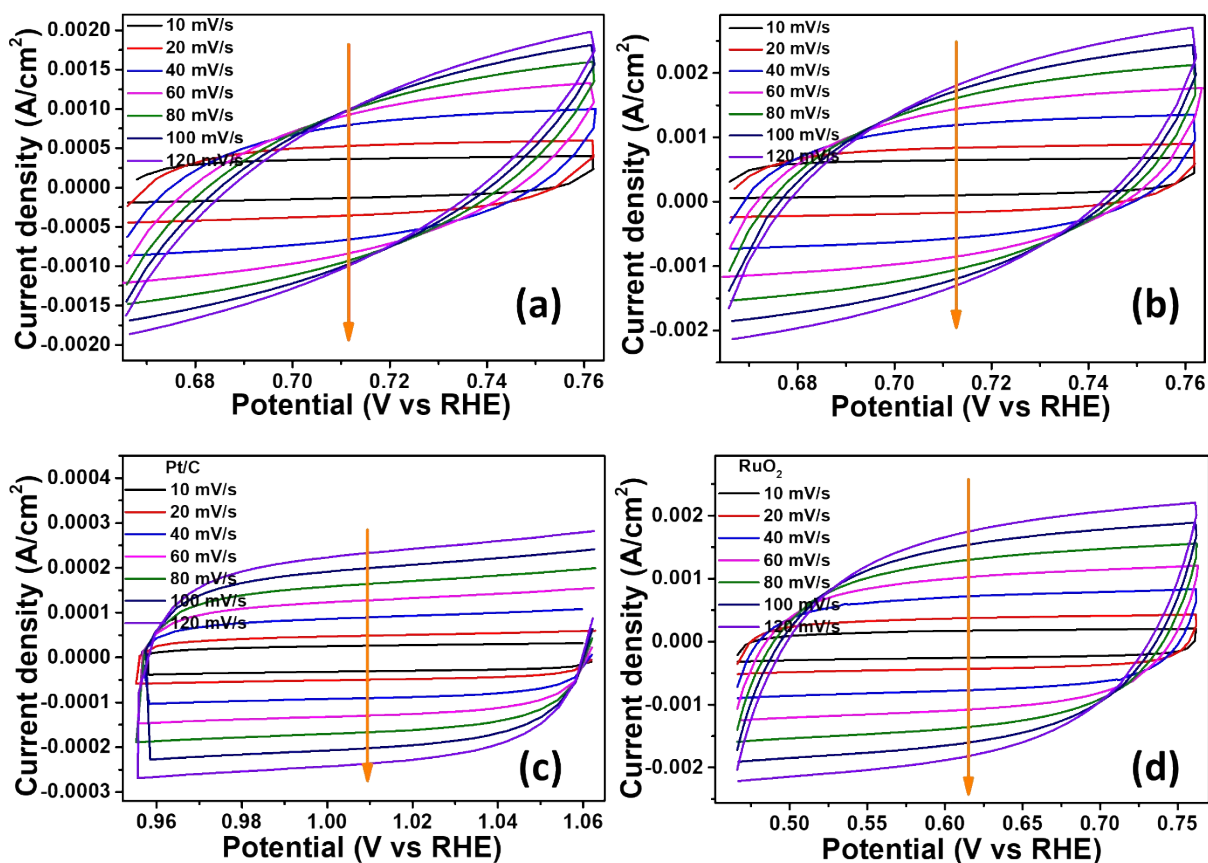 10 mV/s
20 mV/s
40 mV/s
60 mV/s
80 mV/s
100 mV/s
120 mV/s
0.0020
0.0015
0.0010
0.0005
0.0000
-0.0005
-0.0010
-0.0015
-0.0020
Current density (A/cm²)
0.68
0.70
0.72
0.74
0.76
Potential (V vs RHE)
(a)
10 mV/s
20 mV/s
40 mV/s
60 mV/s
80 mV/s
100 mV/s
120 mV/s
0.002
0.001
0.000
-0.001
-0.002
Current density (A/cm²)
0.68
0.70
0.72
0.74
0.76
Potential (V vs RHE)
(b)
Pt/C
10 mV/s
20 mV/s
40 mV/s
60 mV/s
80 mV/s
100 mV/s
120 mV/s
0.0004
0.0003
0.0002
0.0001
0.0000
-0.0001
-0.0002
-0.0003
Current density (A/cm²)
0.96
0.98
1.00
1.02
1.04
1.06
Potential (V vs RHE)
(c)
RuO₂
10 mV/s
20 mV/s
40 mV/s
60 mV/s
80 mV/s
100 mV/s
120 mV/s
0.002
0.001
0.000
-0.001
-0.002
Current density (A/cm²)
0.50
0.55
0.60
0.65
0.70
0.75
Potential (V vs RHE)
(d)